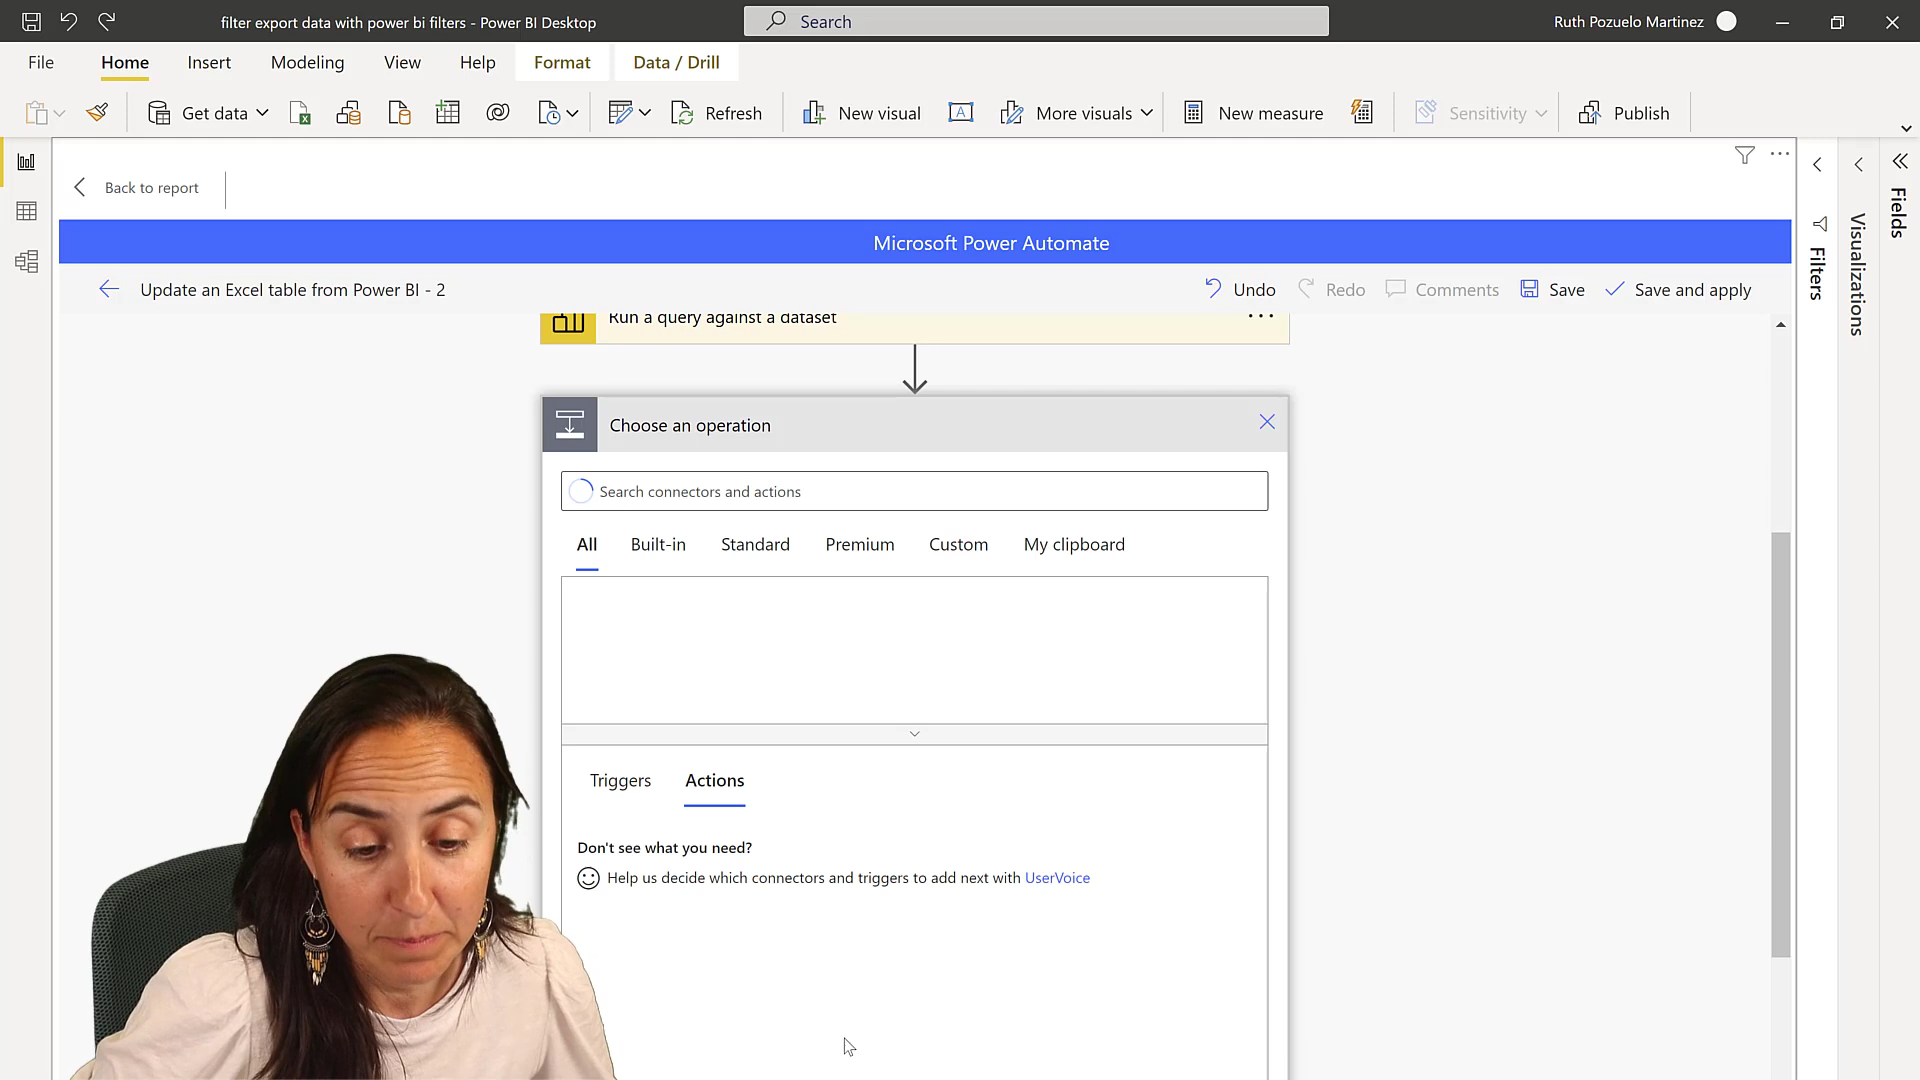 filter export data with power bi filters - Power BI Desktop
Search
Ruth Pozuelo Martinez
File Home Insert Modeling View Help Format Data / Drill
Get data Refresh New visual A More visuals New measure Sensitivity Publish
Back to report
Microsoft Power Automate
Update an Excel table from Power BI - 2
Undo Redo Comments Save Save and apply
Run a query against a dataset
Choose an operation
Search connectors and actions
All Built-in Standard Premium Custom My clipboard
Triggers Actions
Don't see what you need?
Help us decide which connectors and triggers to add next with UserVoice
Filters
Visualizations
Fields